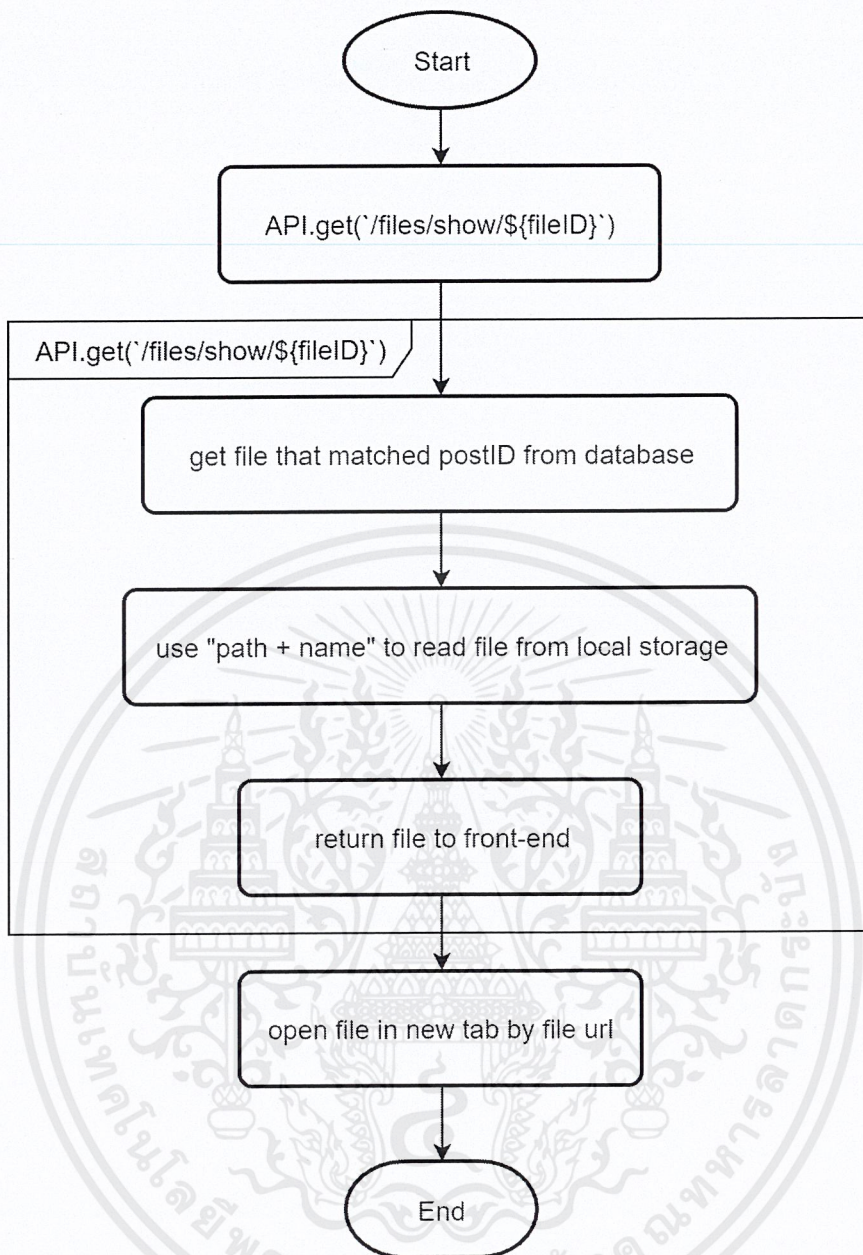 Start
API.get(`/files/show/${fileID}`)
API.get(`/files/show/${fileID}`)
get file that matched postID from database
use "path + name" to read file from local storage
return file to front-end
open file in new tab by file url
End